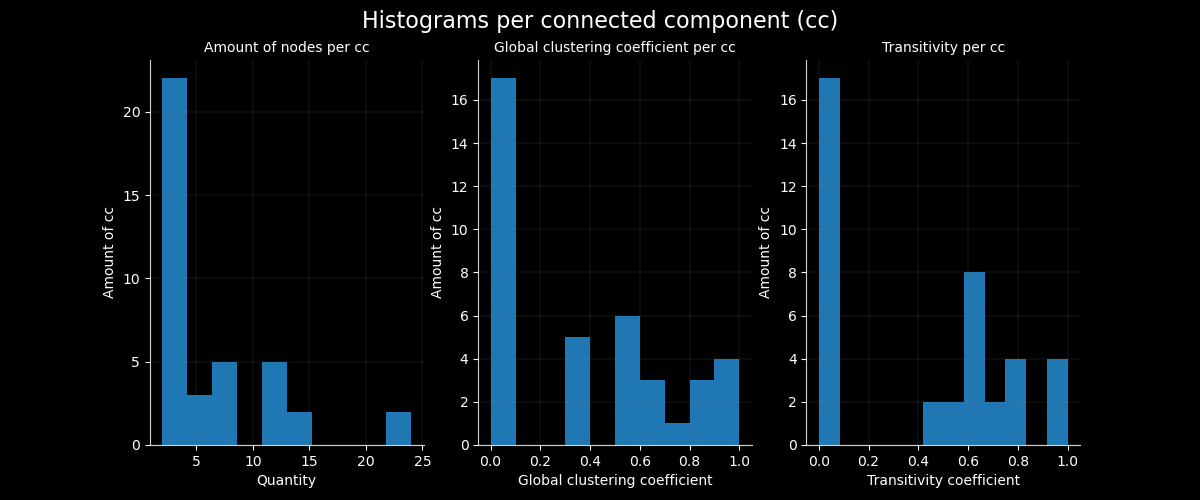 Histograms per connected component (cc)
Amount of nodes per cc
Global clustering coefficient per cc
Transitivity per cc
Amount of cc
20
15
10
5
0
5 10 15 20 25
Quantity
Amount of cc
16
14
12
10
8
6
4
2
0
0.0 0.2 0.4 0.6 0.8 1.0
Global clustering coefficient
Amount of cc
16
14
12
10
8
6
4
2
0
0.0 0.2 0.4 0.6 0.8 1.0
Transitivity coefficient